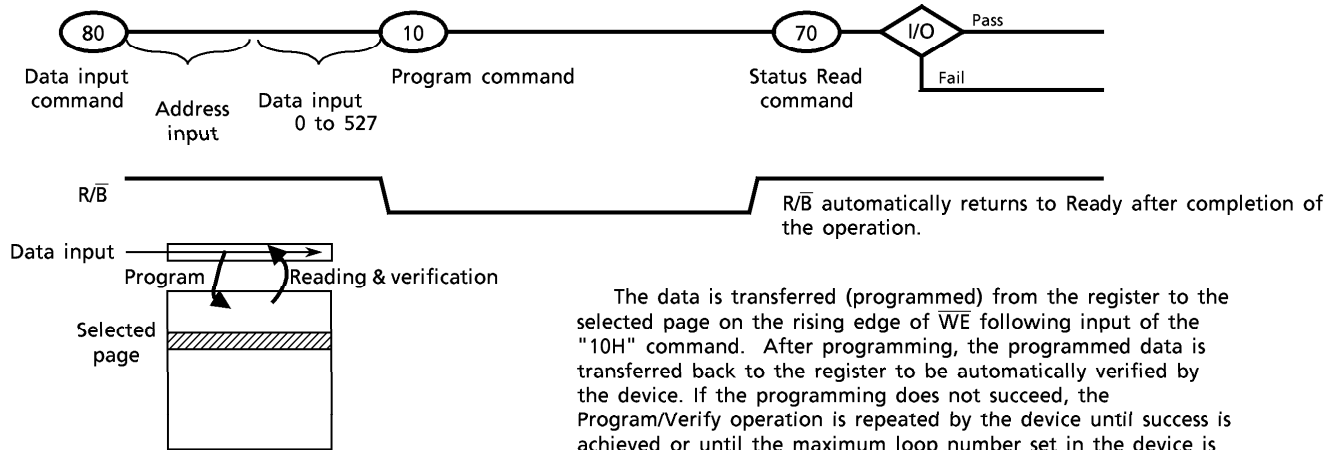 80
10
70
I/O
Pass
Fail
Data input
command
Address
input
Data input
0 to 527
Program command
Status Read
command
R/B̅
R/B̅ automatically returns to Ready after completion of
the operation.
Data input
Program
Reading & verification
Selected
page
The data is transferred (programmed) from the register to the
selected page on the rising edge of W̅E̅ following input of the
"10H" command. After programming, the programmed data is
transferred back to the register to be automatically verified by
the device. If the programming does not succeed, the
Program/Verify operation is repeated by the device until success is
achieved or until the maximum loop number set in the device is